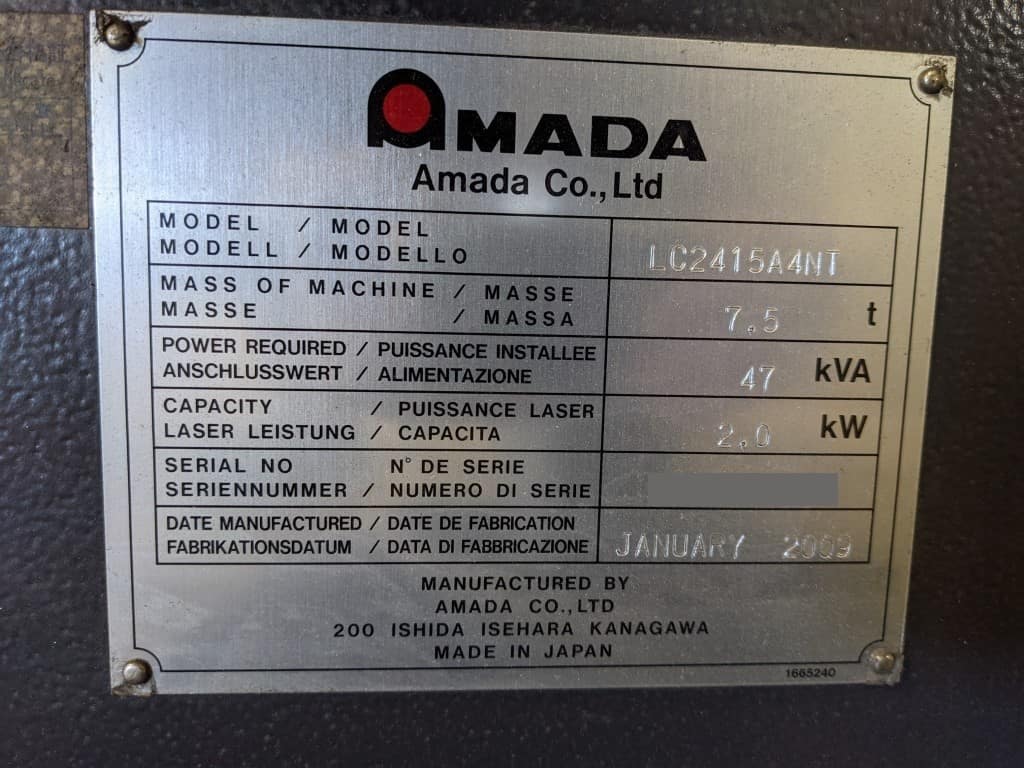 AMADA
Amada Co.,Ltd
MODEL / MODEL
MODELL / MODELLO
LC2415A4NT
MASS OF MACHINE / MASSE
MASSE / MASSA
7.5 t
POWER REQUIRED / PUISSANCE INSTALLEE
ANSCHLUSSWERT / ALIMENTAZIONE
47 kVA
CAPACITY / PUISSANCE LASER
LASER LEISTUNG / CAPACITA
2.0 kW
SERIAL NO N° DE SERIE
SERIENNUMMER / NUMERO DI SERIE
DATE MANUFACTURED / DATE DE FABRICATION
FABRIKATIONSDATUM / DATA DI FABBRICAZIONE
JANUARY 2009
MANUFACTURED BY
AMADA CO.,LTD
200 ISHIDA ISEHARA KANAGAWA
MADE IN JAPAN
1665240